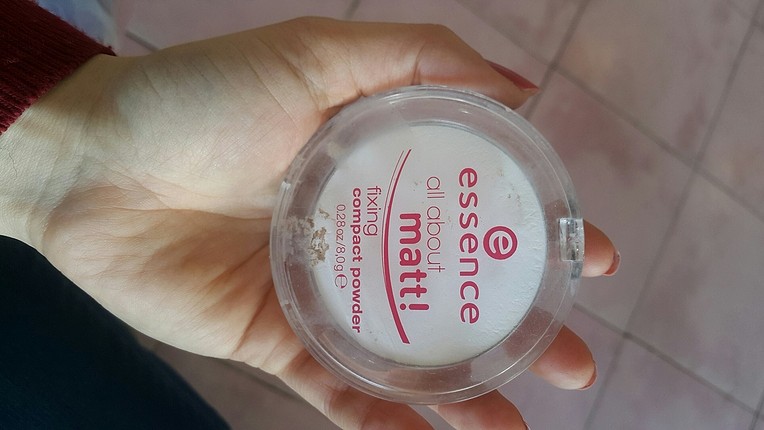 e
essence
all about
matt!
fixing
compact powder
0.28oz/8.0g e